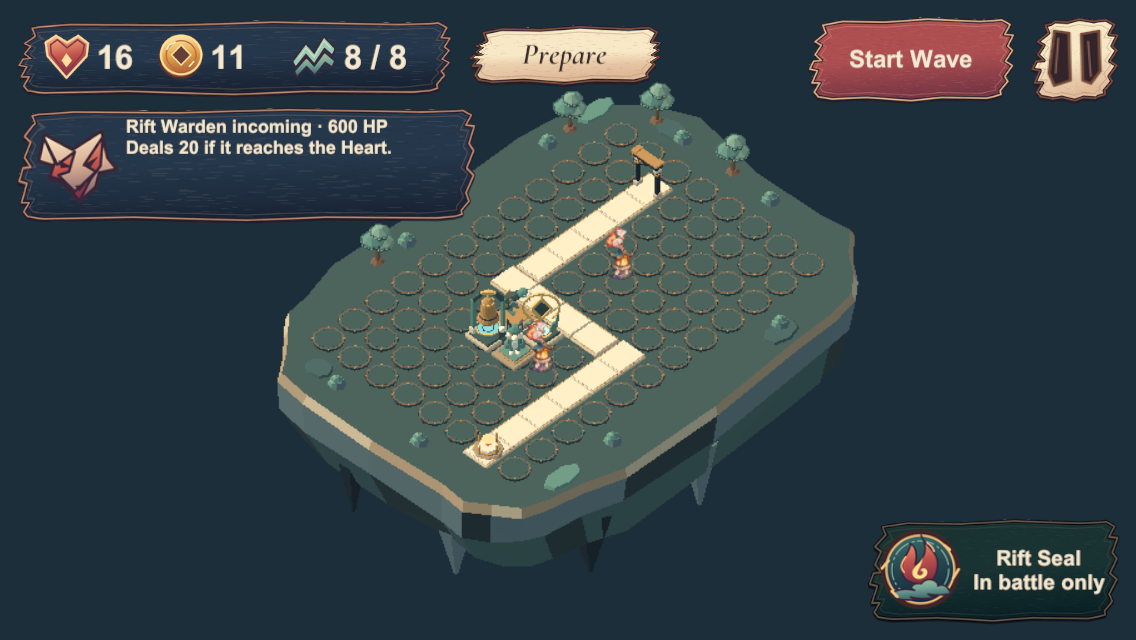 16 11 8 / 8
Prepare
Start Wave
Rift Warden incoming · 600 HP
Deals 20 if it reaches the Heart.
Rift Seal
In battle only